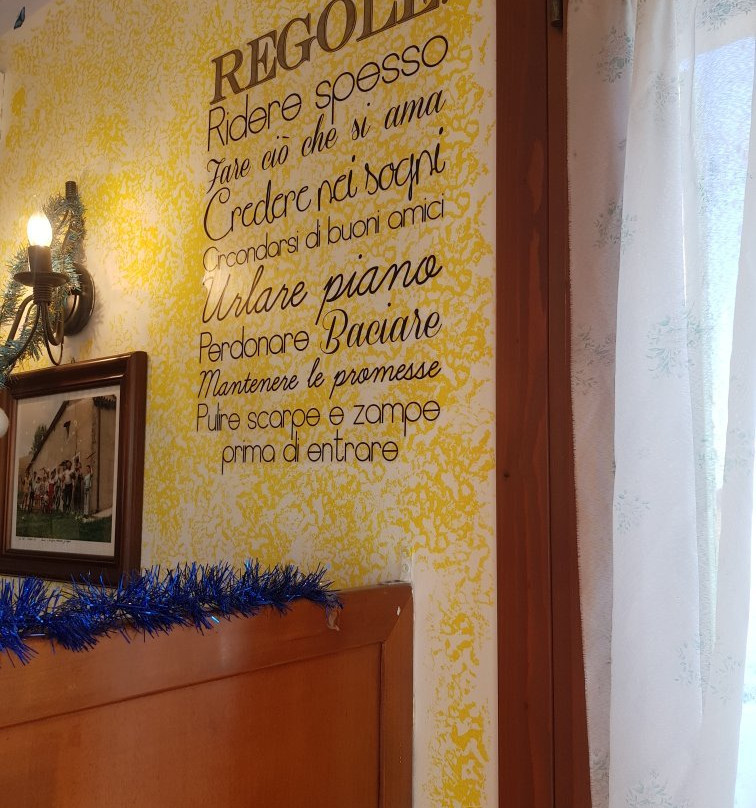 REGOLE:
Ridere spesso
Fare ciò che si ama
Credere nei sogni
Circondarsi di buoni amici
Urlare piano
Perdonare Baciare
Mantenere le promesse
Pulire scarpe e zampe
prima di entrare